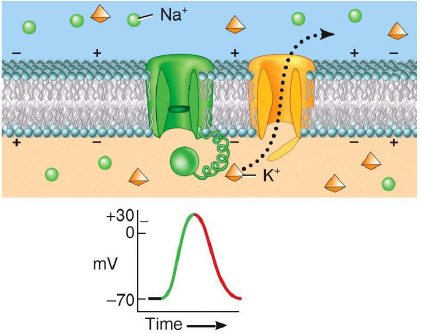 Na⁺
− + + + −
+ − − − +
K⁺
+30
0
mV
−70
Time